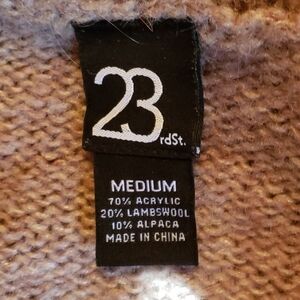 23rdSt.
MEDIUM
70% ACRYLIC
20% LAMBSWOOL
10% ALPACA
MADE IN CHINA